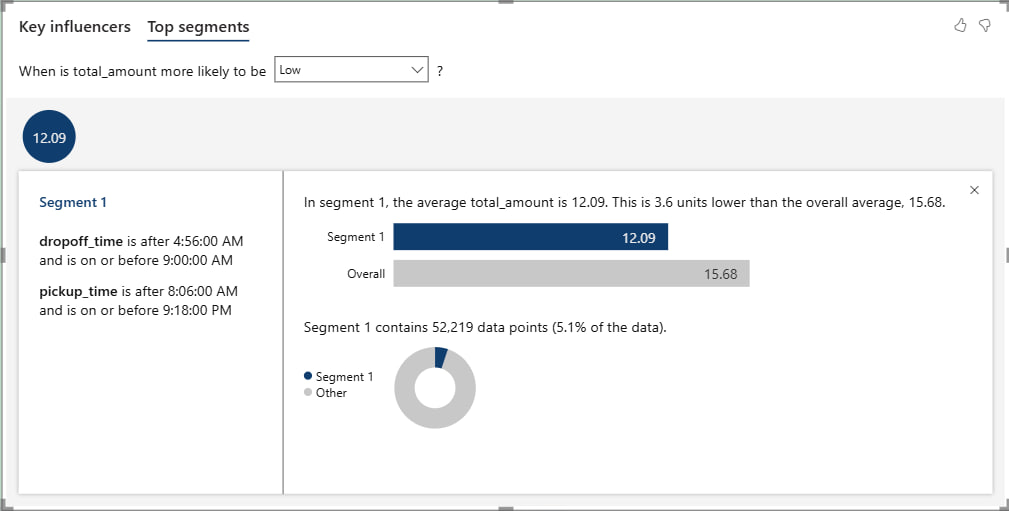 Key influencers Top segments
When is total_amount more likely to be Low ?
12.09
Segment 1
dropoff_time is after 4:56:00 AM
and is on or before 9:00:00 AM
pickup_time is after 8:06:00 AM
and is on or before 9:18:00 PM
In segment 1, the average total_amount is 12.09. This is 3.6 units lower than the overall average, 15.68.
Segment 1 12.09
Overall 15.68
Segment 1 contains 52,219 data points (5.1% of the data).
Segment 1
Other